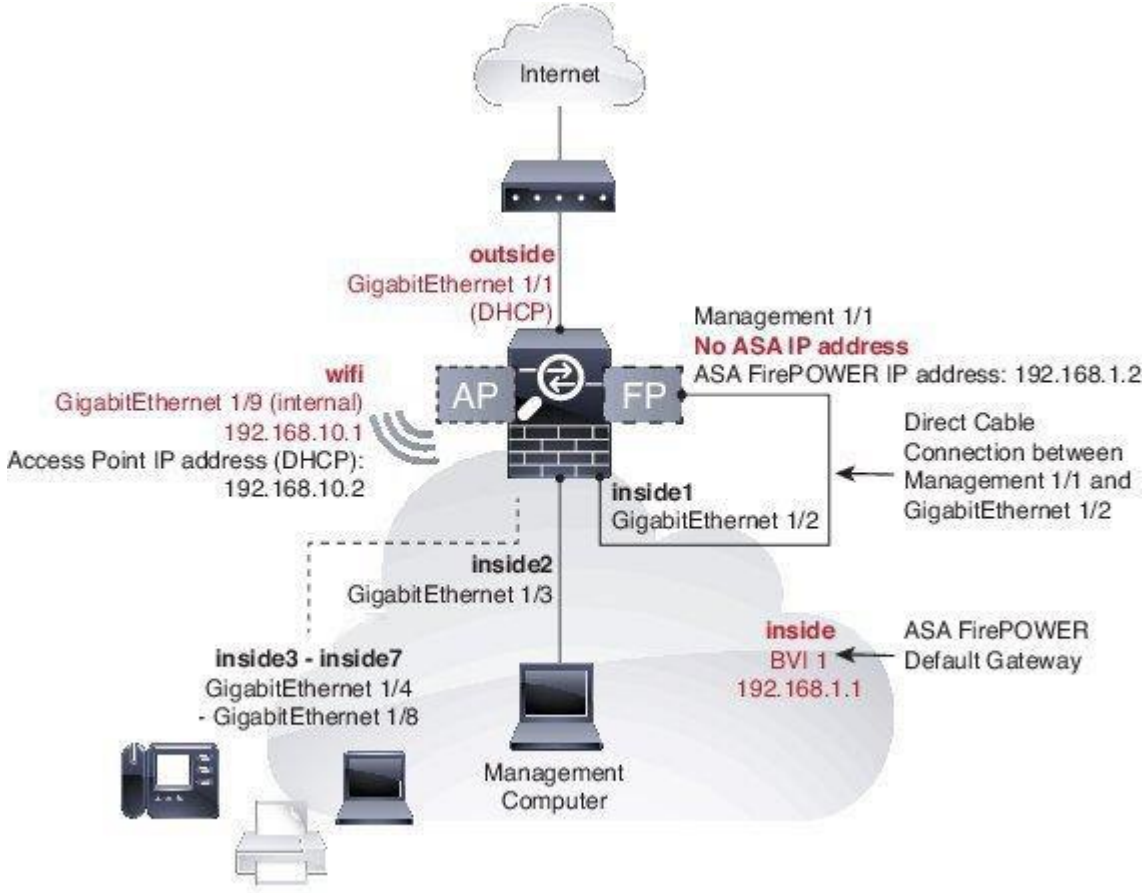 Internet
outside
GigabitEthernet 1/1
(DHCP)
Management 1/1
No ASA IP address
ASA FirePOWER IP address: 192.168.1.2
wifi
GigabitEthernet 1/9 (internal)
192.168.10.1
Access Point IP address (DHCP):
192.168.10.2
AP
FP
Direct Cable
Connection between
Management 1/1 and
GigabitEthernet 1/2
inside1
GigabitEthernet 1/2
inside2
GigabitEthernet 1/3
inside
BVI 1
192.168.1.1
ASA FirePOWER
Default Gateway
inside3 - inside7
GigabitEthernet 1/4
- GigabitEthernet 1/8
Management
Computer